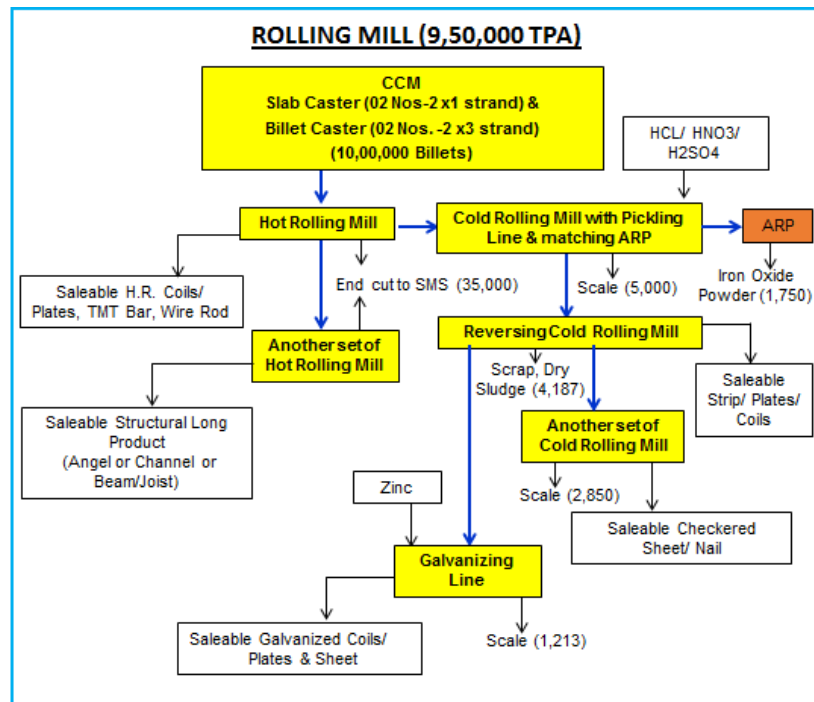 ROLLING MILL (9,50,000 TPA)
CCM
Slab Caster (02 Nos-2 x1 strand) &
Billet Caster (02 Nos. -2 x3 strand)
(10,00,000 Billets)
HCL/ HNO3/
H2SO4
Hot Rolling Mill
Cold Rolling Mill with Pickling
Line & matching ARP
ARP
Saleable H.R. Coils/
Plates, TMT Bar, Wire Rod
End cut to SMS (35,000)
Scale (5,000)
Iron Oxide
Powder (1,750)
Another set of
Hot Rolling Mill
Reversing Cold Rolling Mill
Scrap, Dry
Sludge (4,187)
Saleable
Strip/ Plates/
Coils
Saleable Structural Long
Product
(Angel or Channel or
Beam/Joist)
Another set of
Cold Rolling Mill
Zinc
Scale (2,850)
Saleable Checkered
Sheet/ Nail
Galvanizing
Line
Saleable Galvanized Coils/
Plates & Sheet
Scale (1,213)